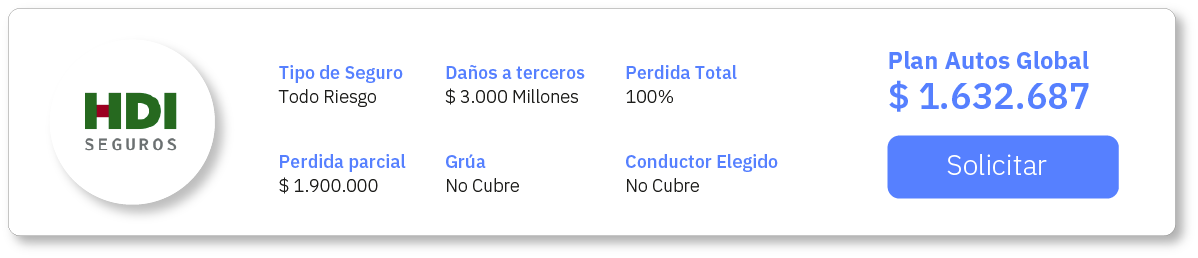 HDI
SEGUROS
Tipo de Seguro
Todo Riesgo
Daños a terceros
$ 3.000 Millones
Perdida Total
100%
Perdida parcial
$ 1.900.000
Grúa
No Cubre
Conductor Elegido
No Cubre
Plan Autos Global
$ 1.632.687
Solicitar